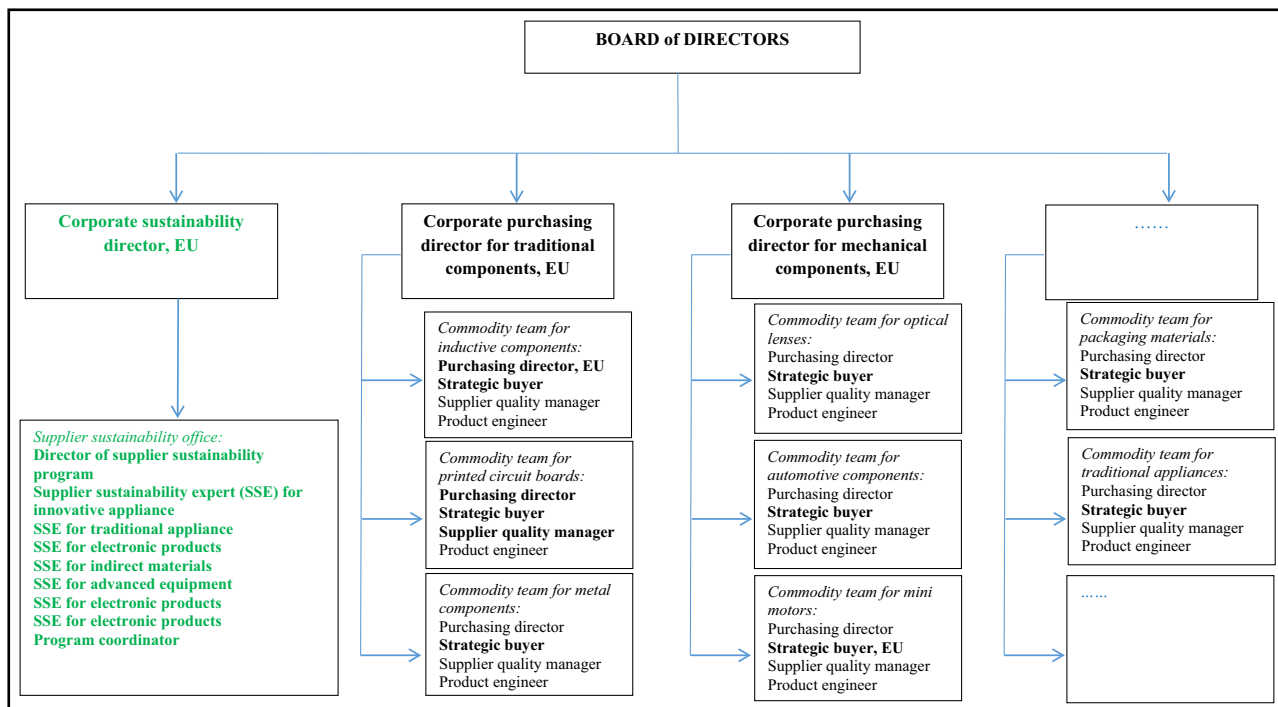 BOARD of DIRECTORS
Corporate sustainability
director, EU
Corporate purchasing
director for traditional
components, EU
Corporate purchasing
director for mechanical
components, EU
……
Supplier sustainability office:
Director of supplier sustainability
program
Supplier sustainability expert (SSE) for
innovative appliance
SSE for traditional appliance
SSE for electronic products
SSE for indirect materials
SSE for advanced equipment
SSE for electronic products
SSE for electronic products
Program coordinator
Commodity team for
inductive components:
Purchasing director, EU
Strategic buyer
Supplier quality manager
Product engineer
Commodity team for
printed circuit boards:
Purchasing director
Strategic buyer
Supplier quality manager
Product engineer
Commodity team for metal
components:
Purchasing director
Strategic buyer
Supplier quality manager
Product engineer
Commodity team for optical
lenses:
Purchasing director
Strategic buyer
Supplier quality manager
Product engineer
Commodity team for
automotive components:
Purchasing director
Strategic buyer
Supplier quality manager
Product engineer
Commodity team for mini
motors:
Purchasing director
Strategic buyer, EU
Supplier quality manager
Product engineer
Commodity team for
packaging materials:
Purchasing director
Strategic buyer
Supplier quality manager
Product engineer
Commodity team for
traditional appliances:
Purchasing director
Strategic buyer
Supplier quality manager
Product engineer
……